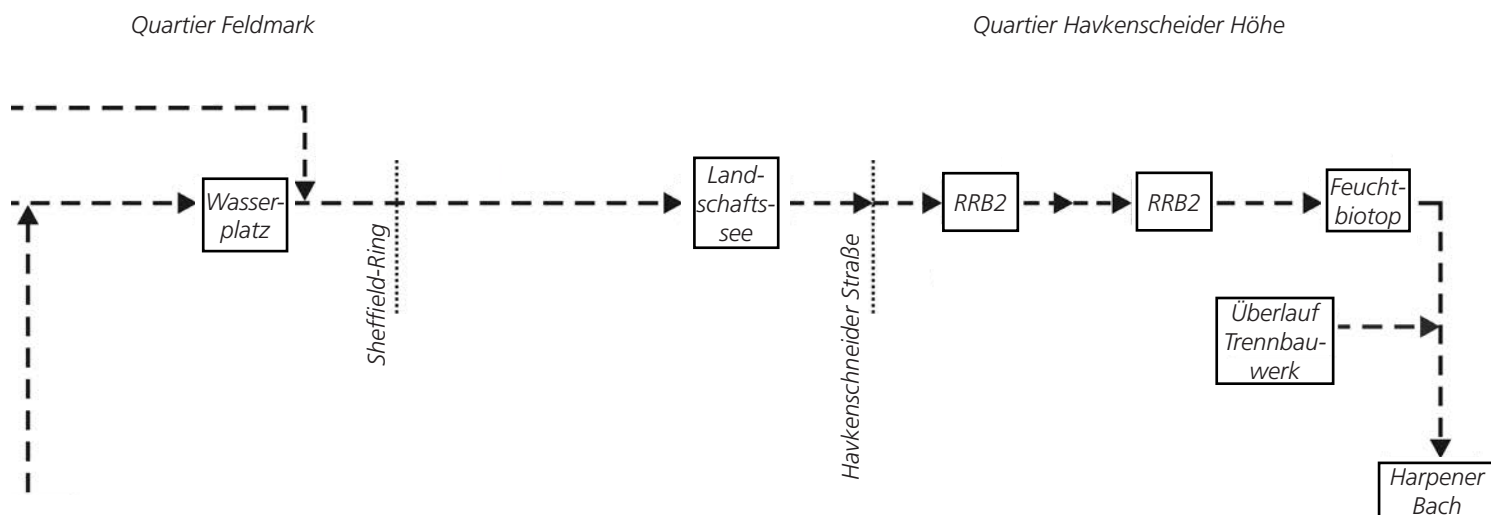 Quartier Feldmark
Quartier Havkenscheider Höhe
Wasser-
platz
Sheffield-Ring
Land-
schafts-
see
Havkenschneider Straße
RRB2
RRB2
Feucht-
biotop
Überlauf
Trennbau-
werk
Harpener
Bach